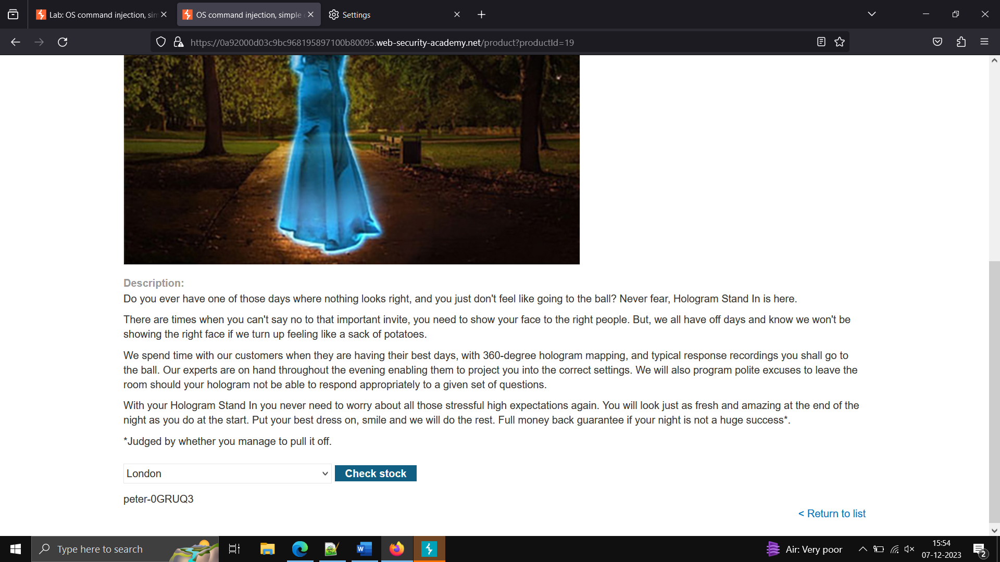 Lab: OS command injection, sim
OS command injection, simple
Settings
https://0a92000d03c9bc968195897100b80095.web-security-academy.net/product?productId=19
Description:
Do you ever have one of those days where nothing looks right, and you just don't feel like going to the ball? Never fear, Hologram Stand In is here.
There are times when you can't say no to that important invite, you need to show your face to the right people. But, we all have off days and know we won't be
showing the right face if we turn up feeling like a sack of potatoes.
We spend time with our customers when they are having their best days, with 360-degree hologram mapping, and typical response recordings you shall go to
the ball. Our experts are on hand throughout the evening enabling them to project you into the correct settings. We will also program polite excuses to leave the
room should your hologram not be able to respond appropriately to a given set of questions.
With your Hologram Stand In you never need to worry about all those stressful high expectations again. You will look just as fresh and amazing at the end of the
night as you do at the start. Put your best dress on, smile and we will do the rest. Full money back guarantee if your night is not a huge success*.
*Judged by whether you manage to pull it off.
London
Check stock
peter-0GRUQ3
< Return to list
Type here to search
Air: Very poor
15:54
07-12-2023
2